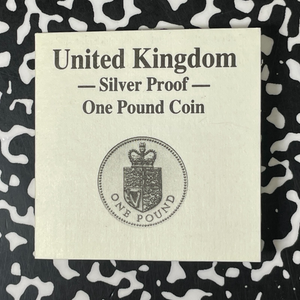 United Kingdom
— Silver Proof —
One Pound Coin
ONE POUND